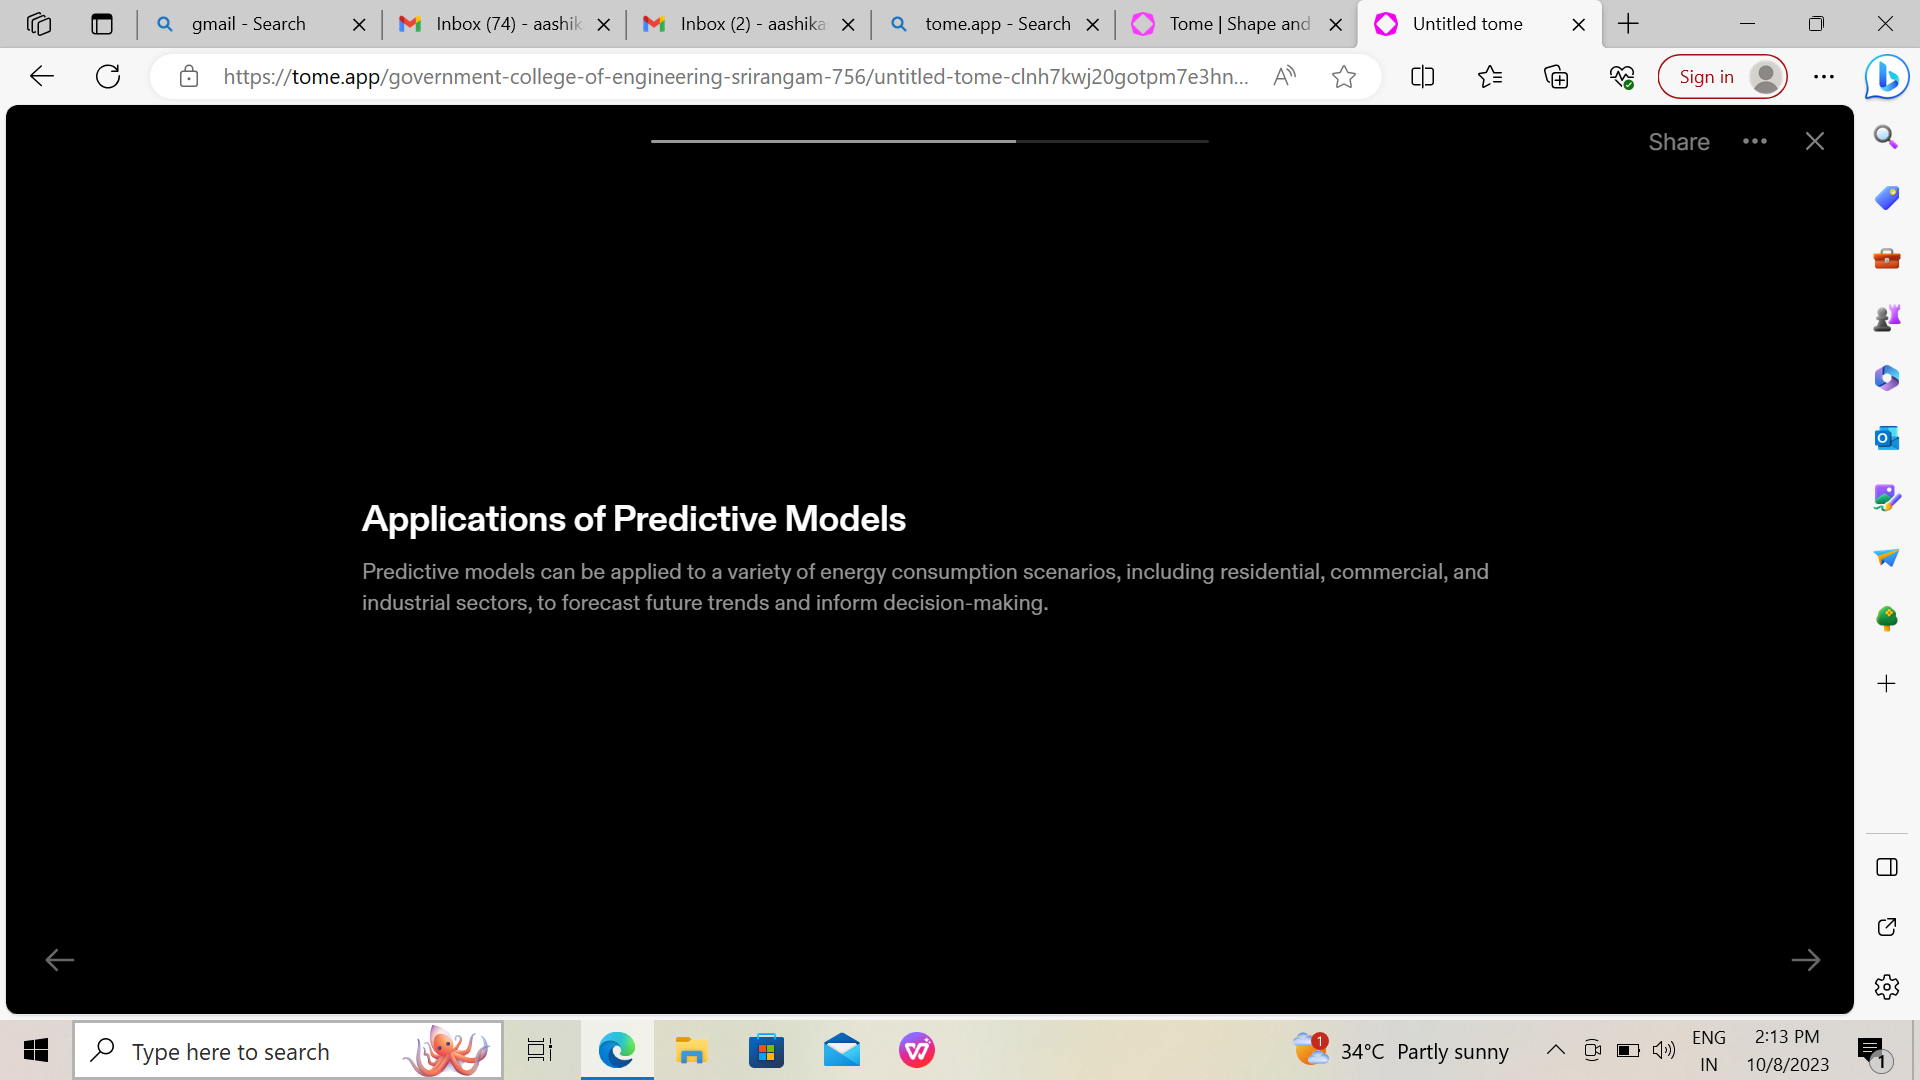 gmail - Search
Inbox (74) - aashik
Inbox (2) - aashika
tome.app - Search
Tome | Shape and
Untitled tome
https://tome.app/government-college-of-engineering-srirangam-756/untitled-tome-clnh7kwj20gotpm7e3hn...
Sign in
Share
Applications of Predictive Models
Predictive models can be applied to a variety of energy consumption scenarios, including residential, commercial, and
industrial sectors, to forecast future trends and inform decision-making.
Type here to search
1
34°C Partly sunny
ENG
IN
2:13 PM
10/8/2023
1